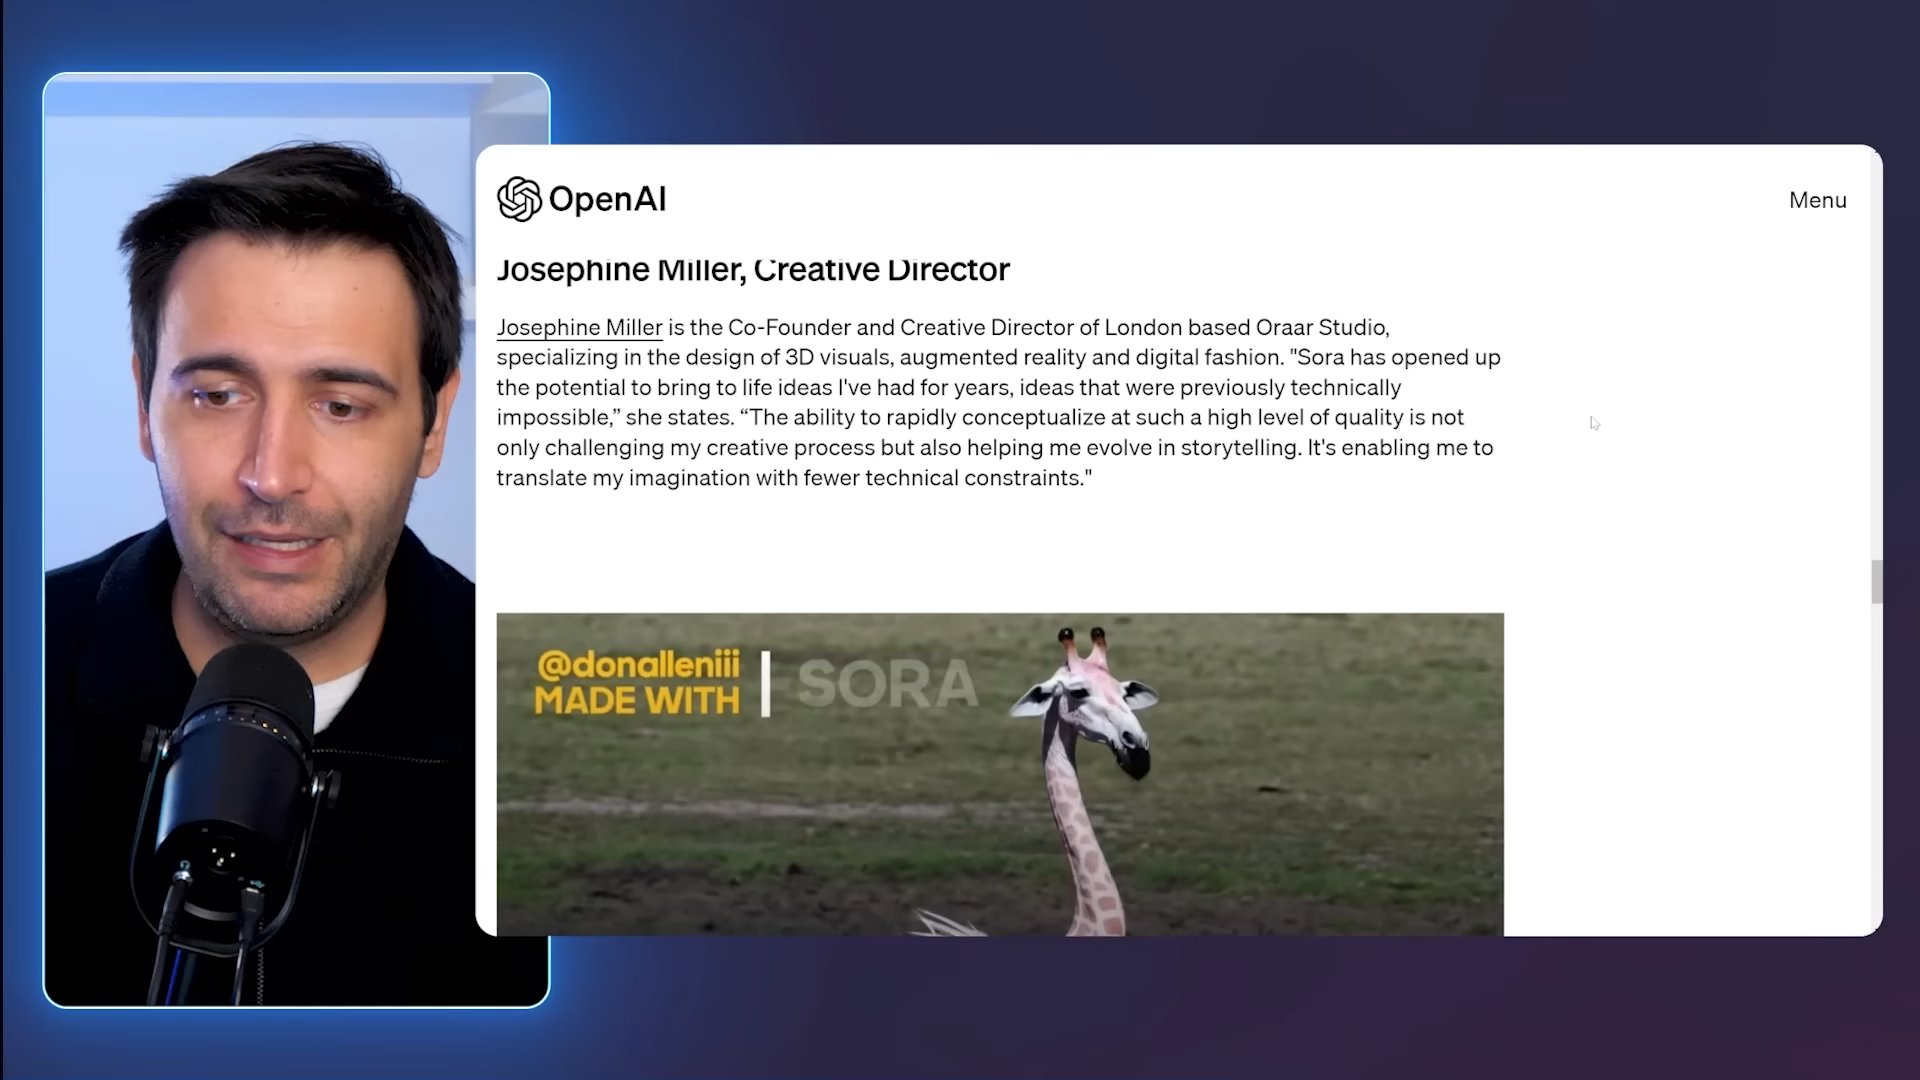 OpenAI
Menu
Josephine Miller, Creative Director
Josephine Miller is the Co-Founder and Creative Director of London based Oraar Studio,
specializing in the design of 3D visuals, augmented reality and digital fashion. "Sora has opened up
the potential to bring to life ideas I've had for years, ideas that were previously technically
impossible,” she states. “The ability to rapidly conceptualize at such a high level of quality is not
only challenging my creative process but also helping me evolve in storytelling. It's enabling me to
translate my imagination with fewer technical constraints."
@donalleniii
MADE WITH
SORA